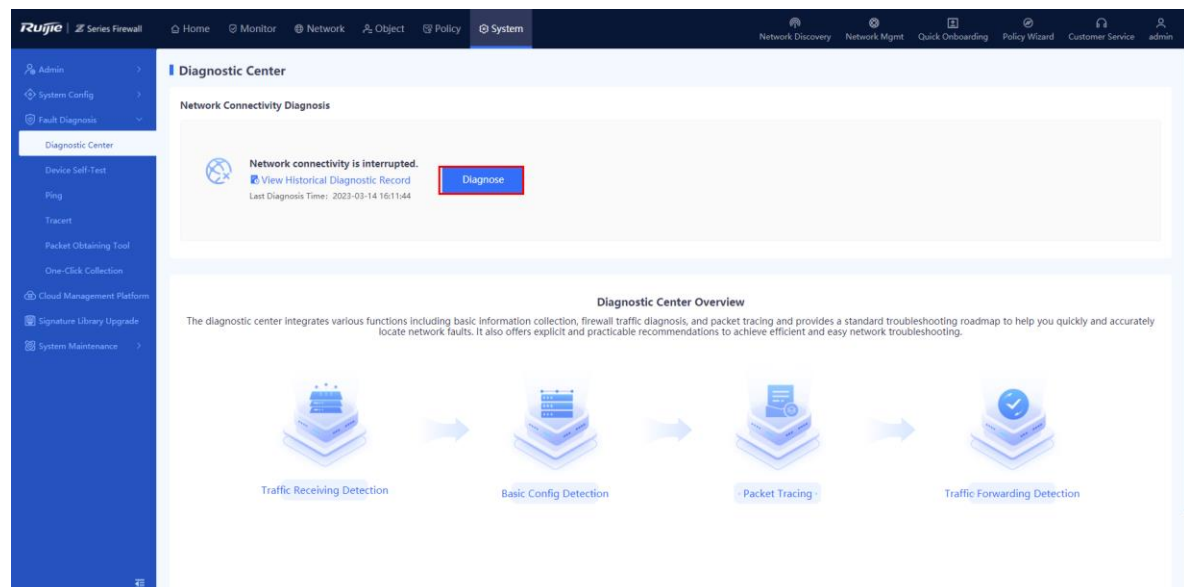 Ruijie | Z Series Firewall
Home
Monitor
Network
Object
Policy
System
Network Discovery
Network Mgmt
Quick Onboarding
Policy Wizard
Customer Service
admin
Admin
System Config
Fault Diagnosis
Diagnostic Center
Device Self-Test
Ping
Tracert
Packet Obtaining Tool
One-Click Collection
Cloud Management Platform
Signature Library Upgrade
System Maintenance
Diagnostic Center
Network Connectivity Diagnosis
Network connectivity is interrupted.
View Historical Diagnostic Record
Last Diagnosis Time: 2023-03-14 16:11:44
Diagnose
Diagnostic Center Overview
The diagnostic center integrates various functions including basic information collection, firewall traffic diagnosis, and packet tracing and provides a standard troubleshooting roadmap to help you quickly and accurately
locate network faults. It also offers explicit and practicable recommendations to achieve efficient and easy network troubleshooting.
Traffic Receiving Detection
Basic Config Detection
· Packet Tracing ·
Traffic Forwarding Detection